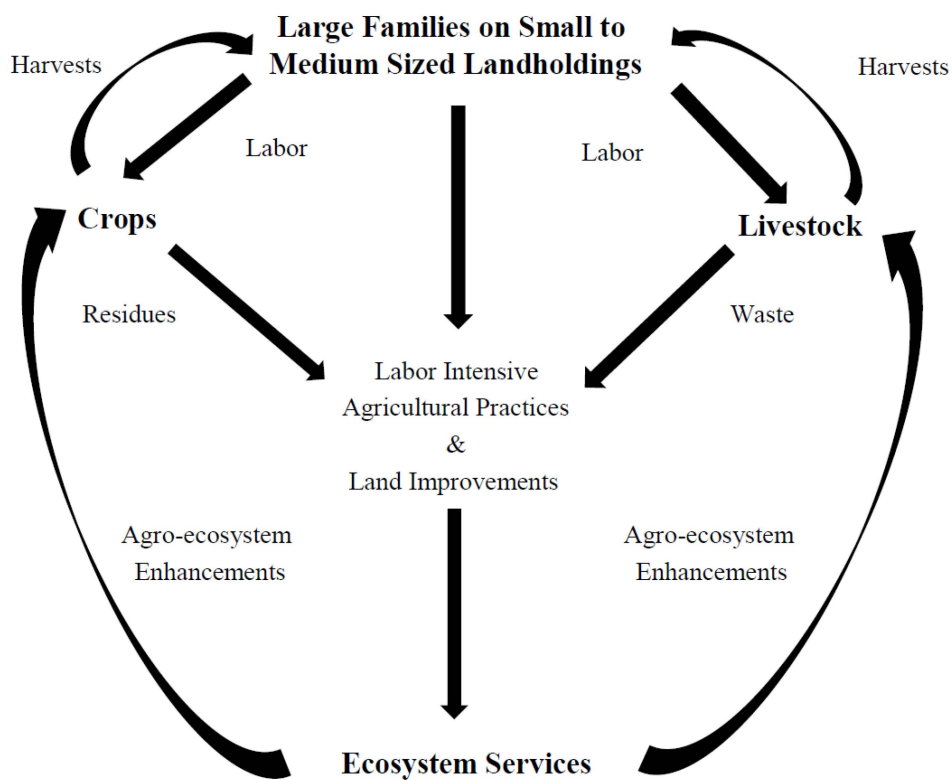 Large Families on Small to
Medium Sized Landholdings
Harvests
Harvests
Labor
Labor
Crops
Livestock
Residues
Waste
Labor Intensive
Agricultural Practices
&
Land Improvements
Agro-ecosystem
Enhancements
Agro-ecosystem
Enhancements
Ecosystem Services